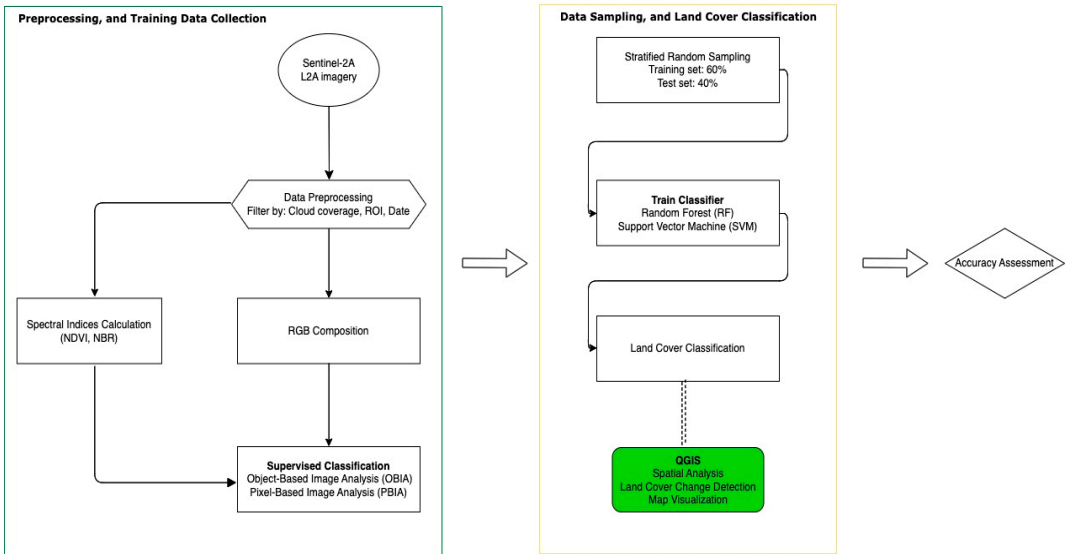 Preprocessing, and Training Data Collection
Sentinel-2A
L2A imagery
Data Preprocessing
Filter by: Cloud coverage, ROI, Date
Spectral Indices Calculation
(NDVI, NBR)
RGB Composition
Supervised Classification
Object-Based Image Analysis (OBIA)
Pixel-Based Image Analysis (PBIA)
Data Sampling, and Land Cover Classification
Stratified Random Sampling
Training set: 60%
Test set: 40%
Train Classifier
Random Forest (RF)
Support Vector Machine (SVM)
Land Cover Classification
QGIS
Spatial Analysis
Land Cover Change Detection
Map Visualization
Accuracy Assessment